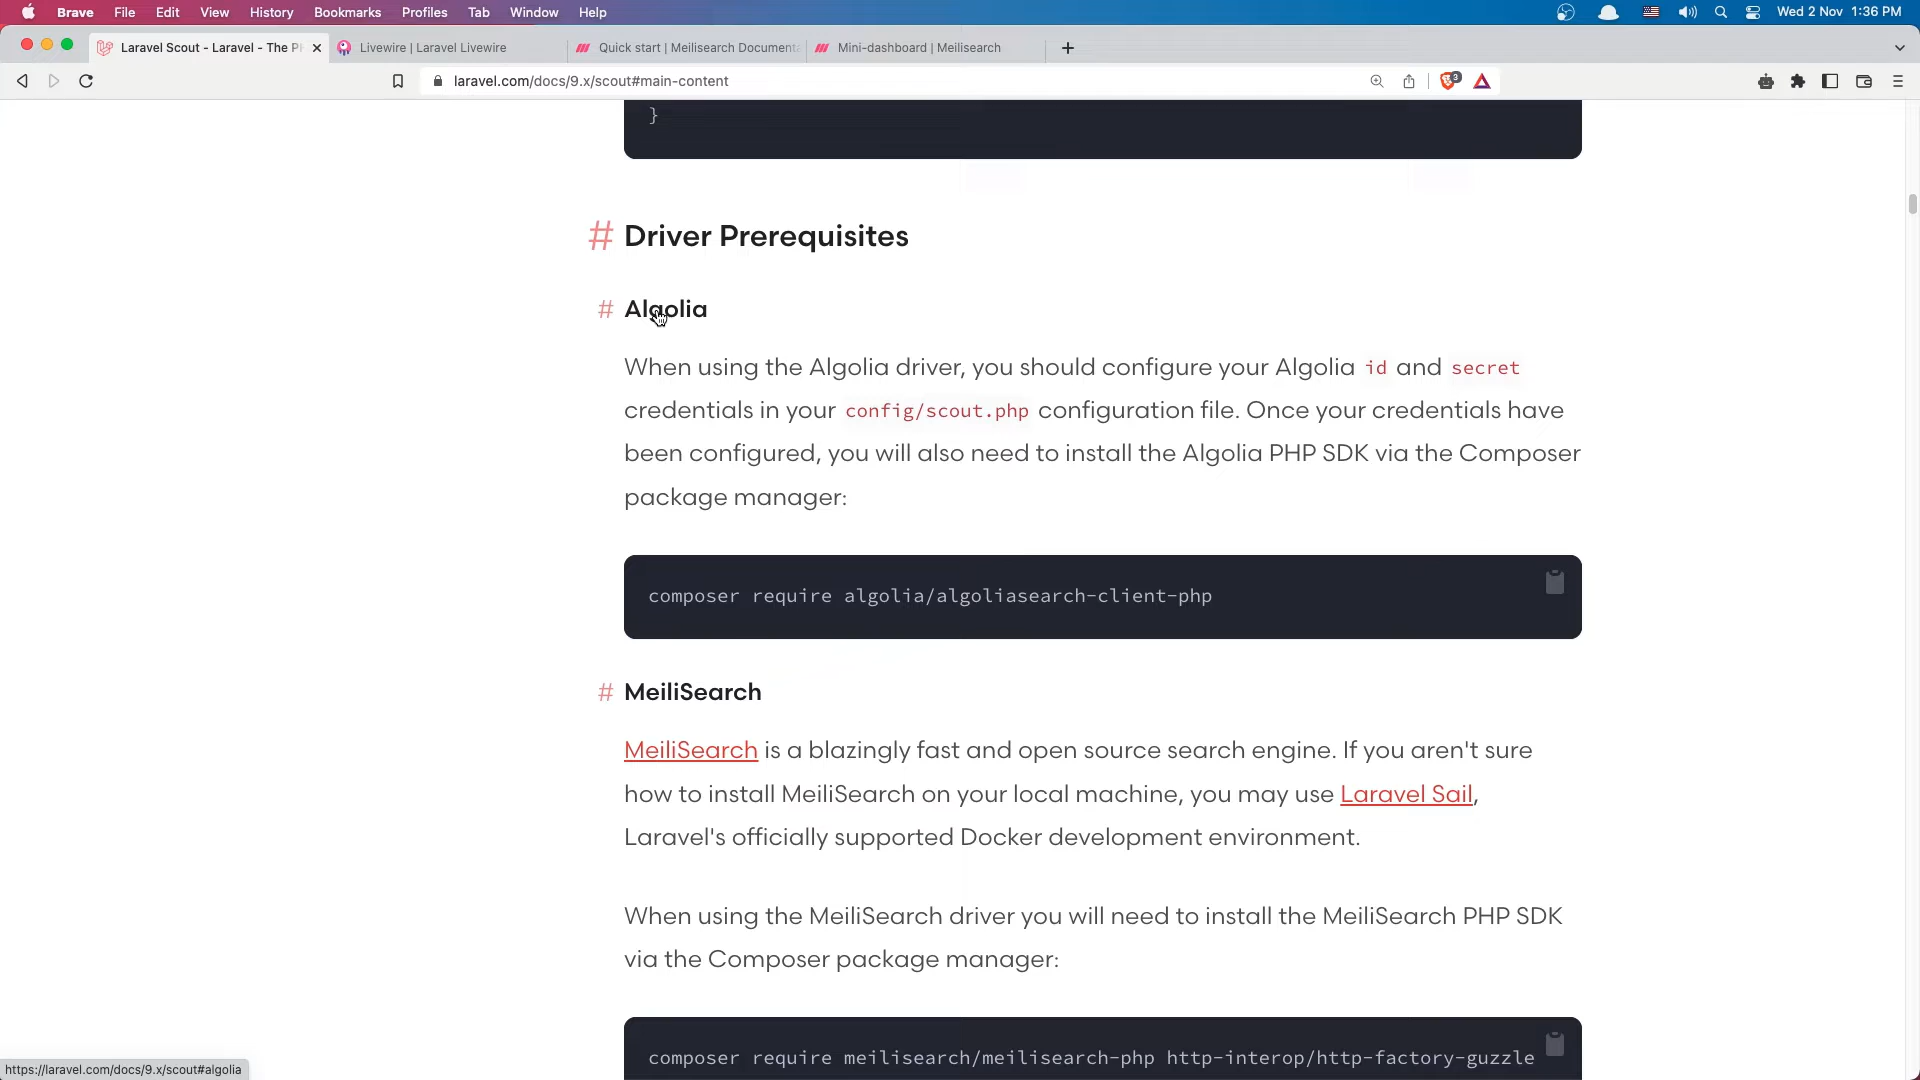 Brave File Edit View History Bookmarks Profiles Tab Window Help Wed 2 Nov 1:36 PM
Laravel Scout - Laravel - The PH Livewire | Laravel Livewire Quick start | Meilisearch Documenta Mini-dashboard | Meilisearch
laravel.com/docs/9.x/scout#main-content 3
}
# Driver Prerequisites
# Algolia
When using the Algolia driver, you should configure your Algolia id and secret
credentials in your config/scout.php configuration file. Once your credentials have
been configured, you will also need to install the Algolia PHP SDK via the Composer
package manager:
composer require algolia/algoliasearch-client-php
# MeiliSearch
MeiliSearch is a blazingly fast and open source search engine. If you aren't sure
how to install MeiliSearch on your local machine, you may use Laravel Sail,
Laravel's officially supported Docker development environment.
When using the MeiliSearch driver you will need to install the MeiliSearch PHP SDK
via the Composer package manager:
composer require meilisearch/meilisearch-php http-interop/http-factory-guzzle
https://laravel.com/docs/9.x/scout#algolia